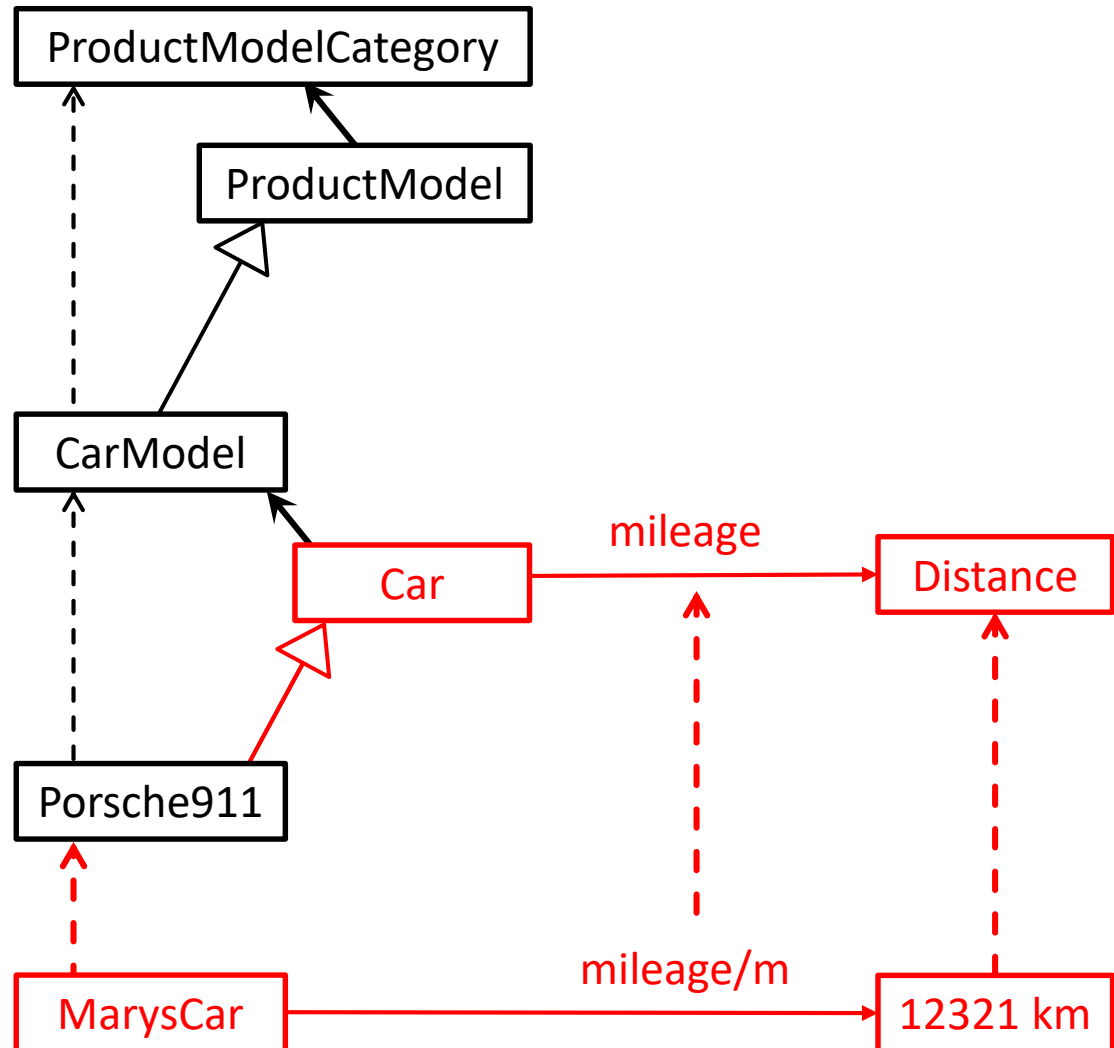 ProductModelCategory
ProductModel
CarModel
mileage
Car
Distance
Porsche911
mileage/m
MarysCar
12321 km